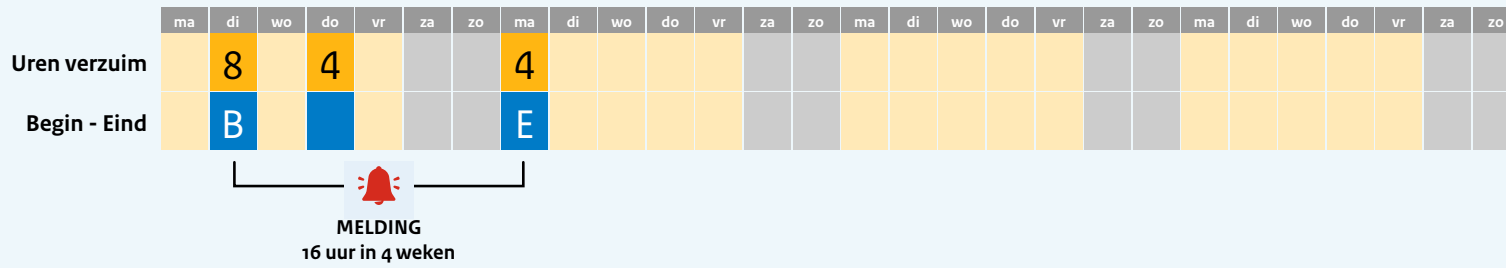 ma di wo do vr za zo ma di wo do vr za zo ma di wo do vr za zo ma di wo do vr za zo
Uren verzuim 8 4 4
Begin - Eind B E
MELDING
16 uur in 4 weken